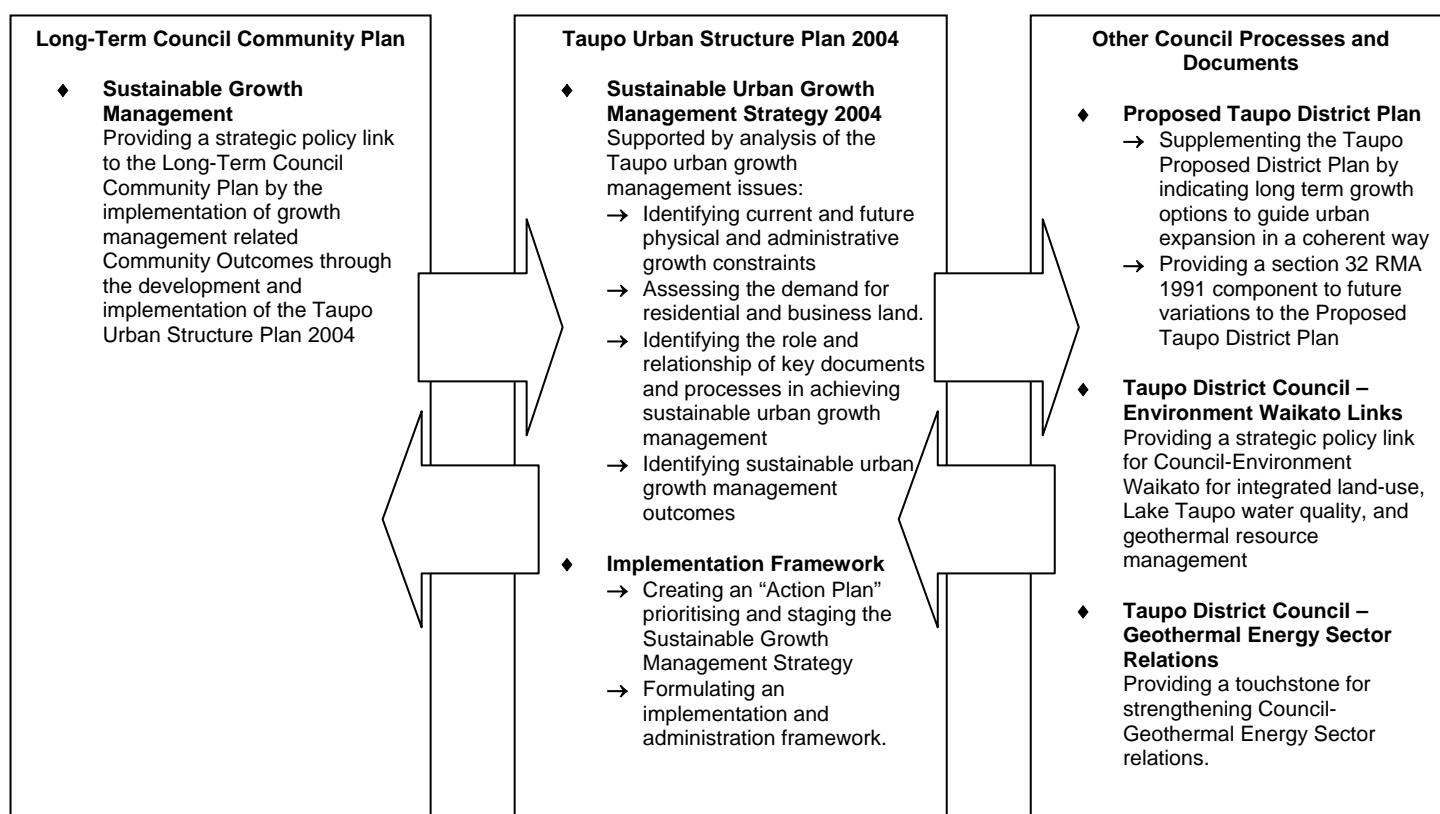 Long-Term Council Community Plan
♦ Sustainable Growth
Management
Providing a strategic policy link
to the Long-Term Council
Community Plan by the
implementation of growth
management related
Community Outcomes through
the development and
implementation of the Taupo
Urban Structure Plan 2004
Taupo Urban Structure Plan 2004
♦ Sustainable Urban Growth
Management Strategy 2004
Supported by analysis of the
Taupo urban growth
management issues:
→ Identifying current and future
physical and administrative
growth constraints
→ Assessing the demand for
residential and business land.
→ Identifying the role and
relationship of key documents
and processes in achieving
sustainable urban growth
management
→ Identifying sustainable urban
growth management
outcomes
♦ Implementation Framework
→ Creating an “Action Plan”
prioritising and staging the
Sustainable Growth
Management Strategy
→ Formulating an
implementation and
administration framework.
Other Council Processes and
Documents
♦ Proposed Taupo District Plan
→ Supplementing the Taupo
Proposed District Plan by
indicating long term growth
options to guide urban
expansion in a coherent way
→ Providing a section 32 RMA
1991 component to future
variations to the Proposed
Taupo District Plan
♦ Taupo District Council –
Environment Waikato Links
Providing a strategic policy link
for Council-Environment
Waikato for integrated land-use,
Lake Taupo water quality, and
geothermal resource
management
♦ Taupo District Council –
Geothermal Energy Sector
Relations
Providing a touchstone for
strengthening Council-
Geothermal Energy Sector
relations.